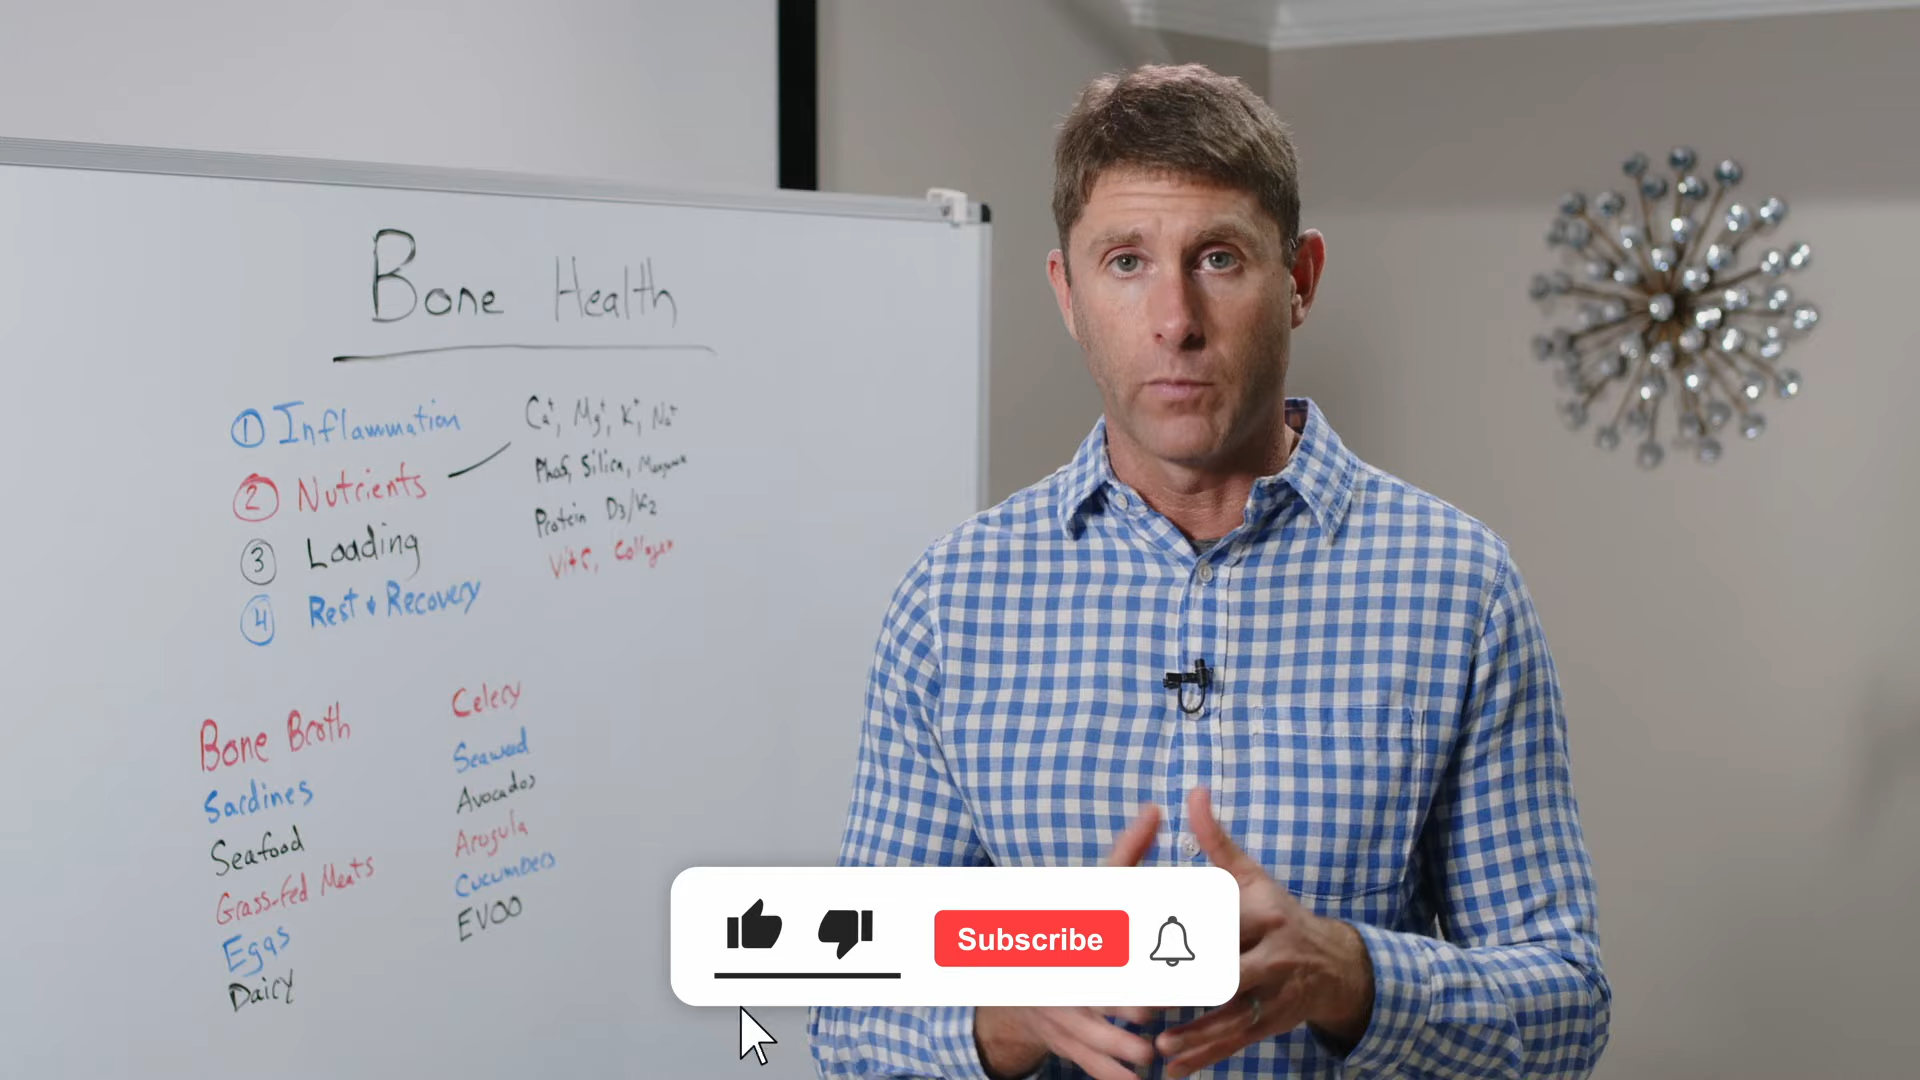 Bone Health
① Inflammation
② Nutrients
③ Loading
④ Rest & Recovery
Ca⁺, Mg⁺, K⁺, Na⁺
Phos, Silica, Manganese
Protein D3/K2
Vit C, Collagen
Bone Broth
Sardines
Seafood
Grass-fed Meats
Eggs
Dairy
Celery
Seaweed
Avocados
Arugula
Cucumbers
EVOO
Subscribe